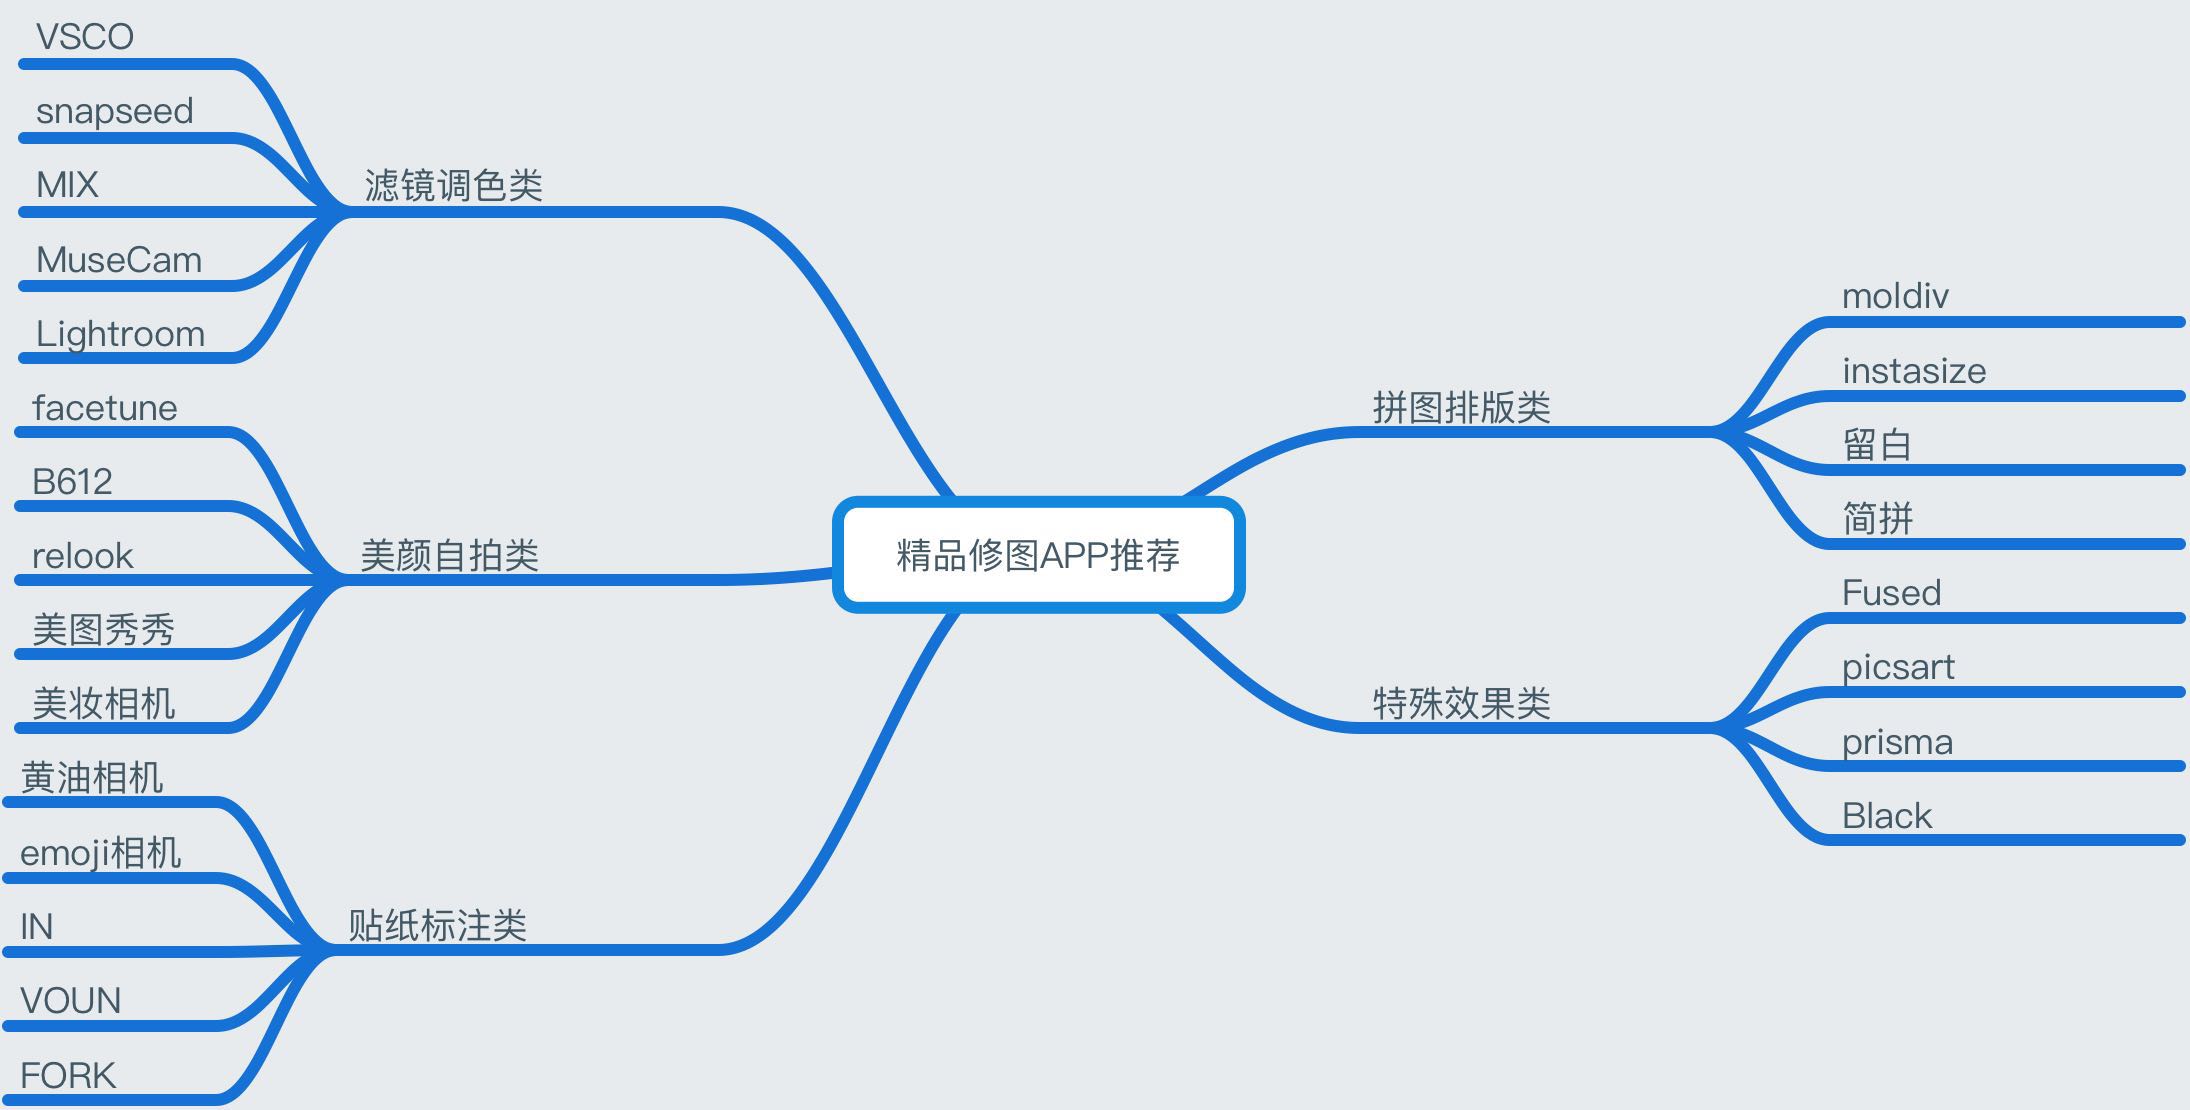 VSCO
snapseed
MIX
MuseCam
Lightroom
滤镜调色类
facetune
B612
relook
美图秀秀
美妆相机
美颜自拍类
黄油相机
emoji相机
IN
VOUN
FORK
贴纸标注类
精品修图APP推荐
拼图排版类
moldiv
instasize
留白
简拼
特殊效果类
Fused
picsart
prisma
Black